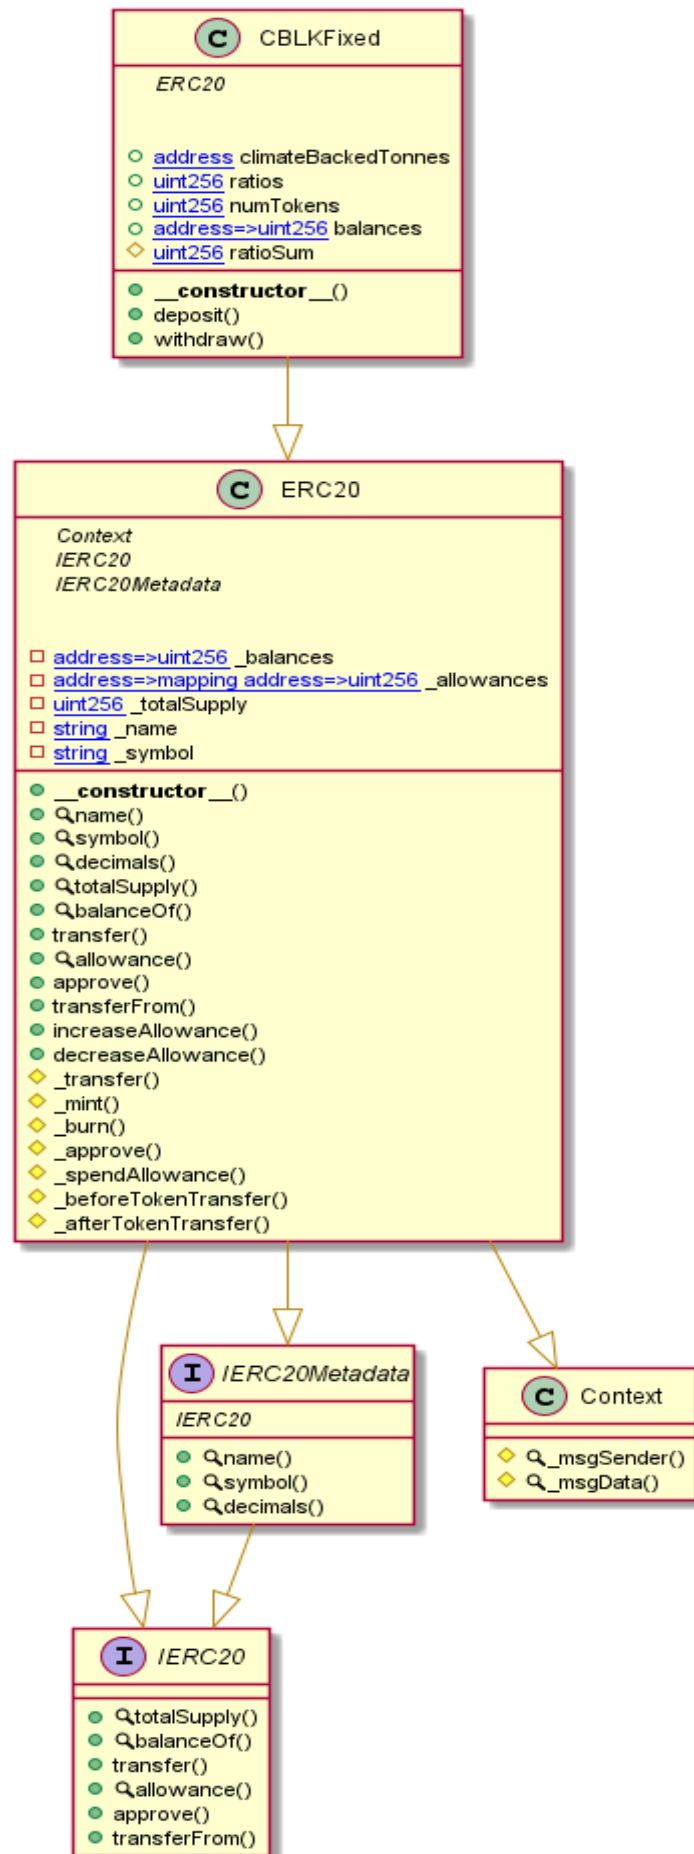 C CBLKFixed
ERC20
address climateBackedTonnes
uint256 ratios
uint256 numTokens
address=>uint256 balances
uint256 ratioSum
__constructor__()
deposit()
withdraw()
C ERC20
Context
IERC20
IERC20Metadata
address=>uint256 _balances
address=>mapping address=>uint256 _allowances
uint256 _totalSupply
string _name
string _symbol
__constructor__()
name()
symbol()
decimals()
totalSupply()
balanceOf()
transfer()
allowance()
approve()
transferFrom()
increaseAllowance()
decreaseAllowance()
_transfer()
_mint()
_burn()
_approve()
_spendAllowance()
_beforeTokenTransfer()
_afterTokenTransfer()
I IERC20Metadata
IERC20
name()
symbol()
decimals()
C Context
_msgSender()
_msgData()
I IERC20
totalSupply()
balanceOf()
transfer()
allowance()
approve()
transferFrom()